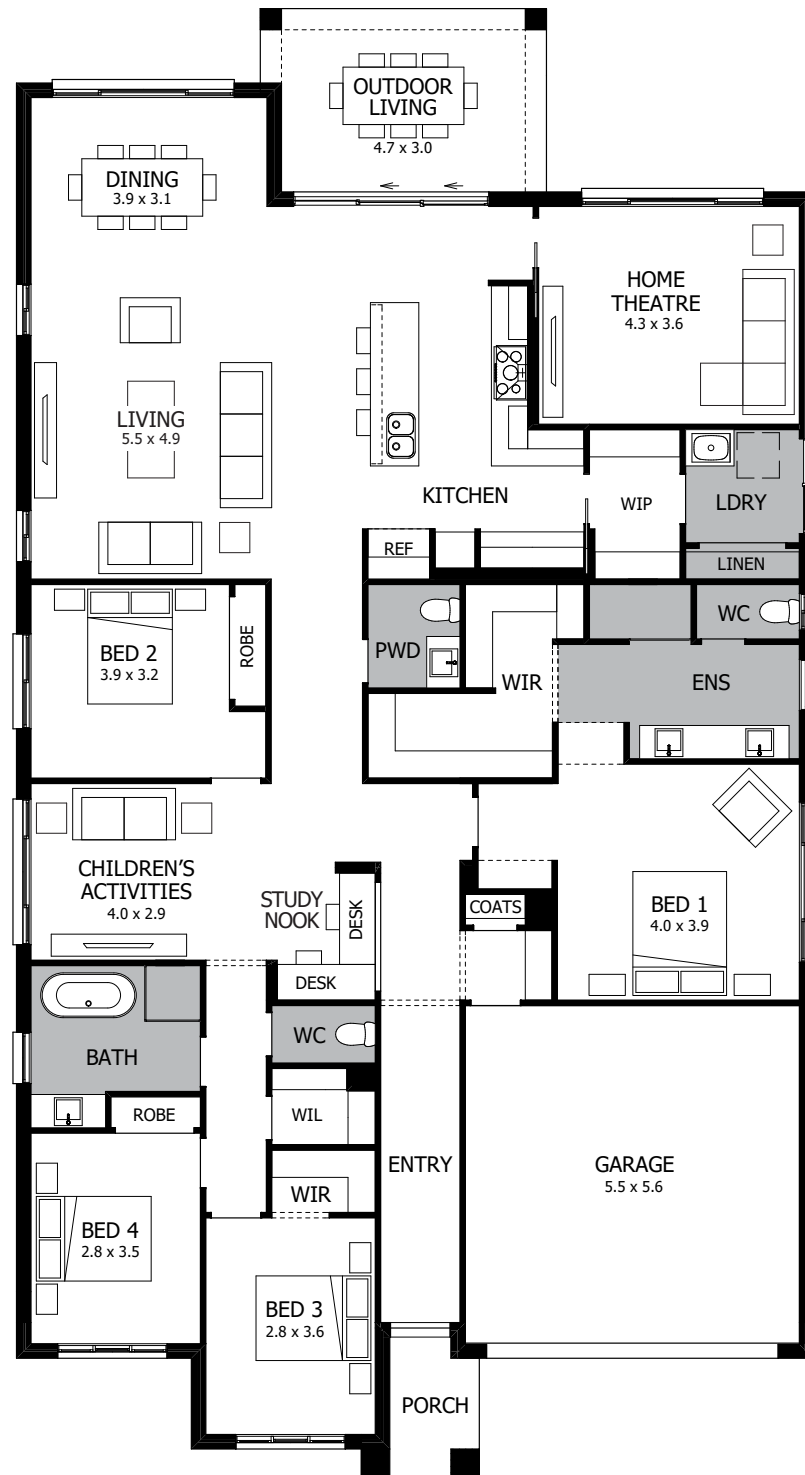 OUTDOOR
LIVING
4.7 x 3.0
DINING
3.9 x 3.1
HOME
THEATRE
4.3 x 3.6
LIVING
5.5 x 4.9
KITCHEN
WIP
LDRY
REF
LINEN
BED 2
3.9 x 3.2
ROBE
PWD
WIR
WC
ENS
CHILDREN'S
ACTIVITIES
4.0 x 2.9
STUDY
NOOK
DESK
DESK
COATS
BED 1
4.0 x 3.9
BATH
WC
ROBE
WIL
WIR
ENTRY
GARAGE
5.5 x 5.6
BED 4
2.8 x 3.5
BED 3
2.8 x 3.6
PORCH